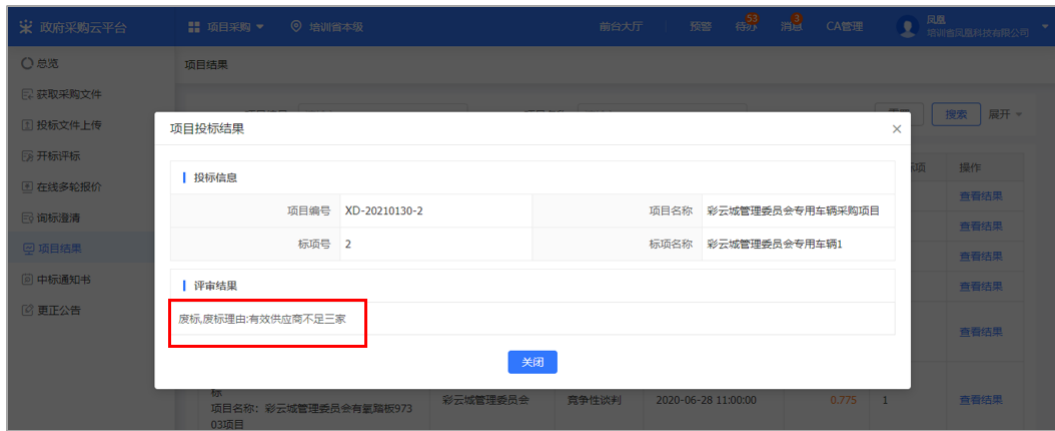 政府采购云平台
项目采购
培训省本级
前台大厅
预警
待办
53
消息
3
CA管理
凤凰
培训省凤凰科技有限公司
总览
获取采购文件
投标文件上传
开标评标
在线多轮报价
询标澄清
项目结果
中标通知书
更正公告
项目结果
搜索
展开
项目投标结果
投标信息
项目编号 XD-20210130-2 项目名称 彩云城管理委员会专用车辆采购项目
标项号 2 标项名称 彩云城管理委员会专用车辆1
评审结果
废标,废标理由:有效供应商不足三家
关闭
标项 操作
查看结果
查看结果
查看结果
查看结果
查看结果
标
项目名称：彩云城管理委员会有氧踏板973
03项目
彩云城管理委员会 竞争性谈判 2020-06-28 11:00:00 0.775 1 查看结果